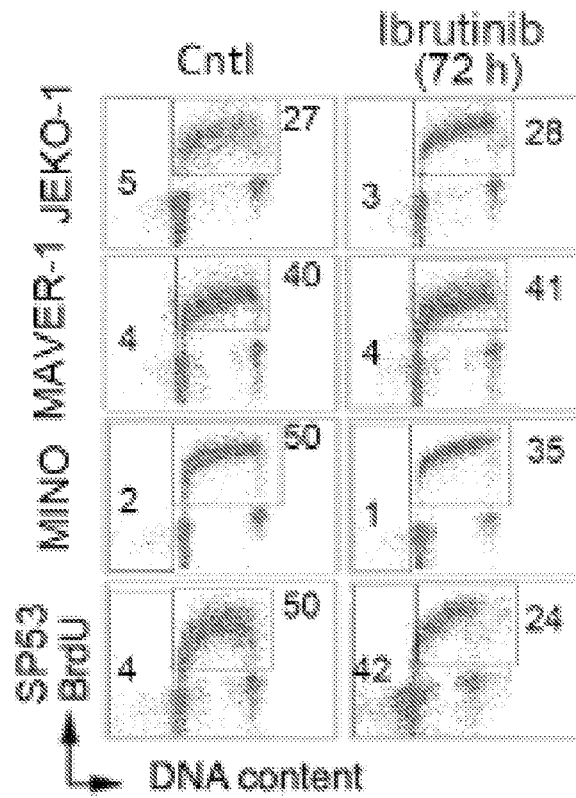 Cntl
Ibrutinib
(72 h)
JEKO-1
5
27
3
28
MAVER-1
4
40
4
41
MINO
2
50
1
35
SP53
BrdU
4
50
42
24
DNA content